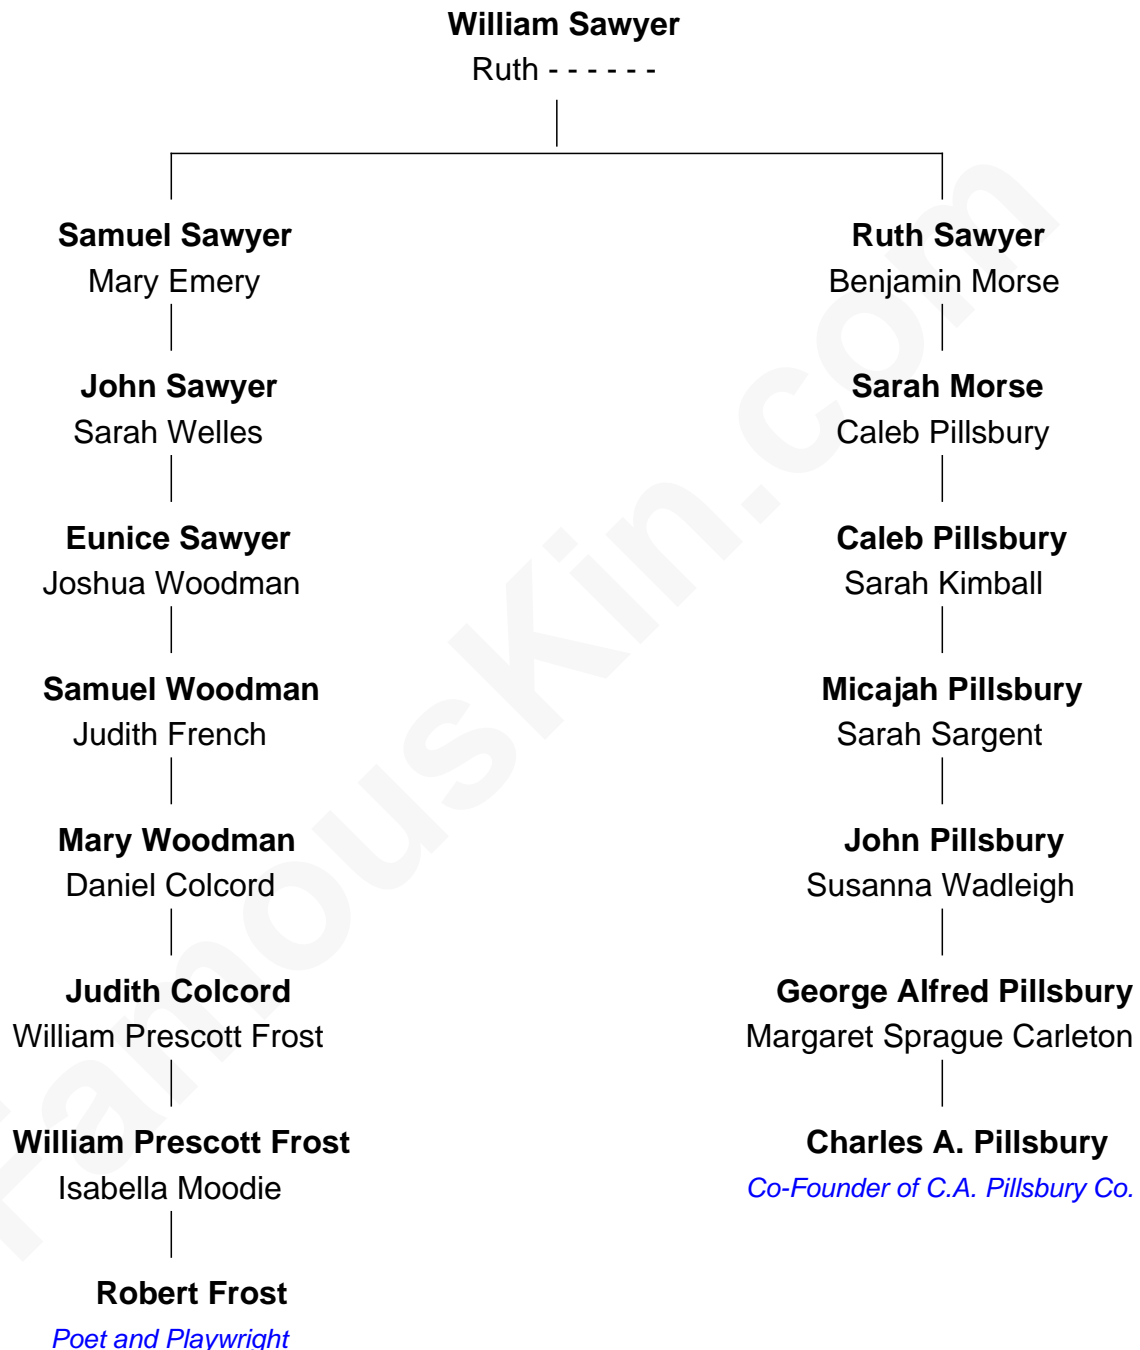 William Sawyer
Ruth - - - - - -
Samuel Sawyer
Mary Emery
Ruth Sawyer
Benjamin Morse
John Sawyer
Sarah Welles
Sarah Morse
Caleb Pillsbury
Eunice Sawyer
Joshua Woodman
Caleb Pillsbury
Sarah Kimball
Samuel Woodman
Judith French
Micajah Pillsbury
Sarah Sargent
Mary Woodman
Daniel Colcord
John Pillsbury
Susanna Wadleigh
Judith Colcord
William Prescott Frost
George Alfred Pillsbury
Margaret Sprague Carleton
William Prescott Frost
Isabella Moodie
Charles A. Pillsbury
Co-Founder of C.A. Pillsbury Co.
Robert Frost
Poet and Playwright
FamousKin.com